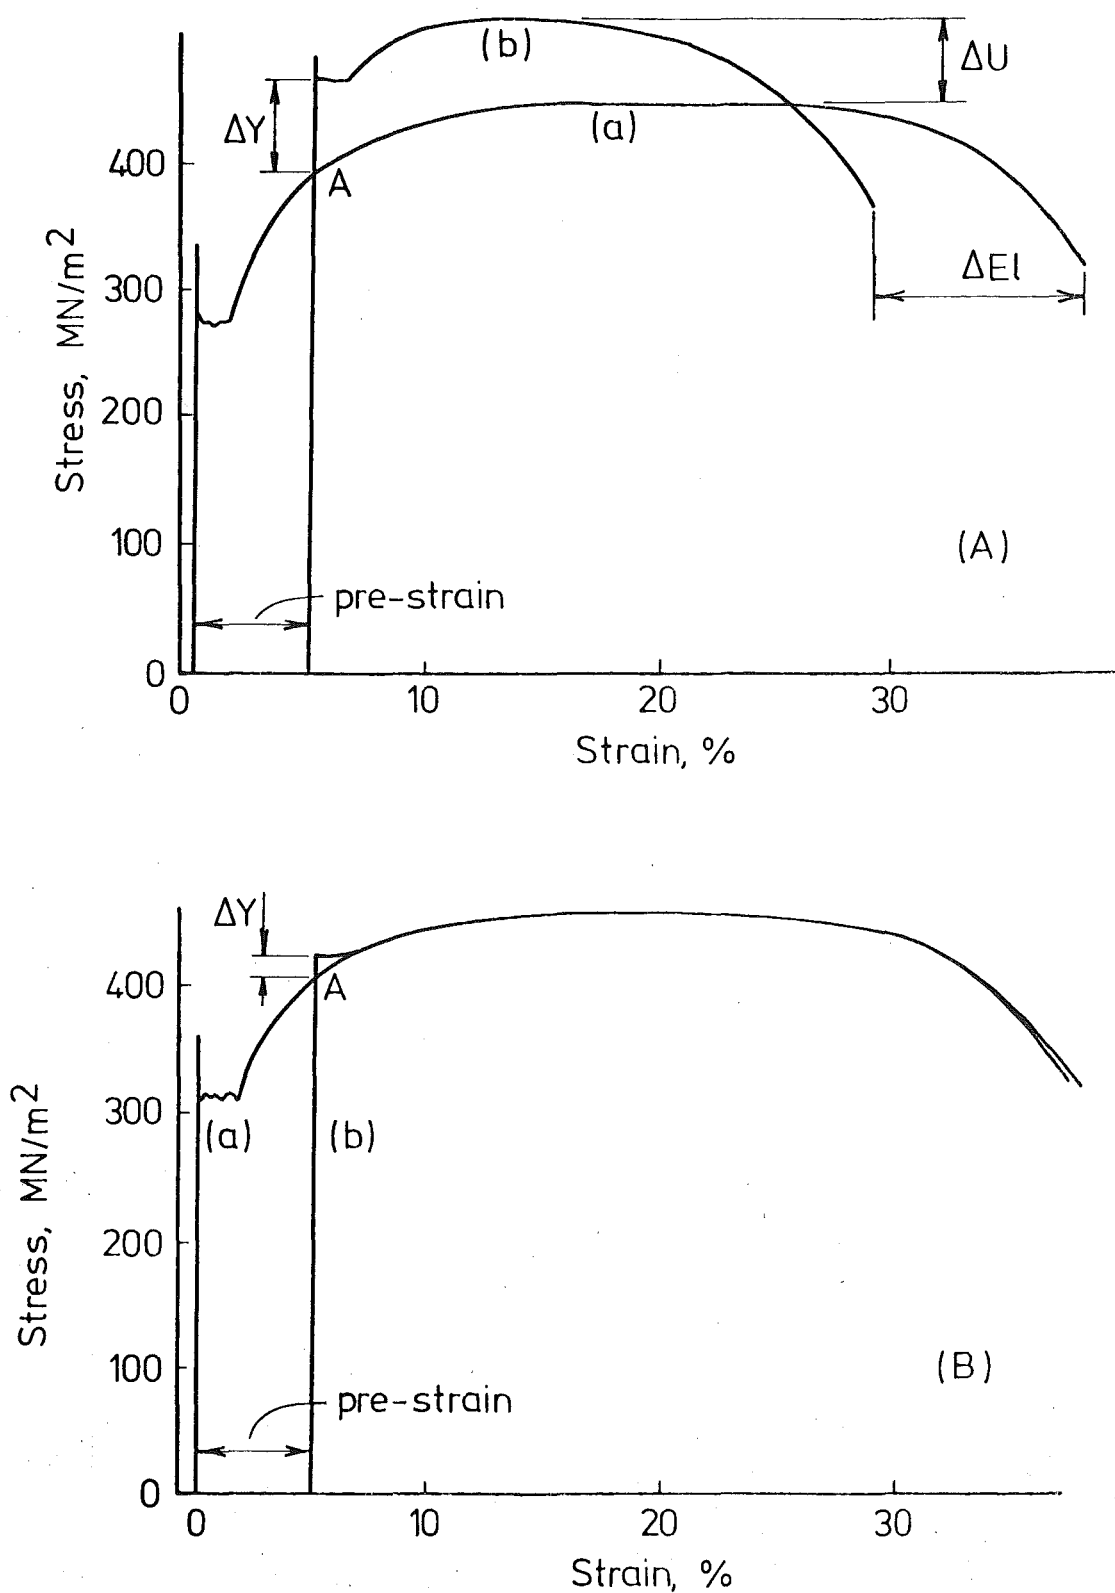 (b)
ΔU
ΔY
(a)
400
A
300
ΔEl
200
100
(A)
pre-strain
0
0
10
20
30
Strain, %
Stress, MN/m2
ΔY
400
A
300
(a)
(b)
200
100
(B)
pre-strain
0
0
10
20
30
Strain, %
Stress, MN/m2